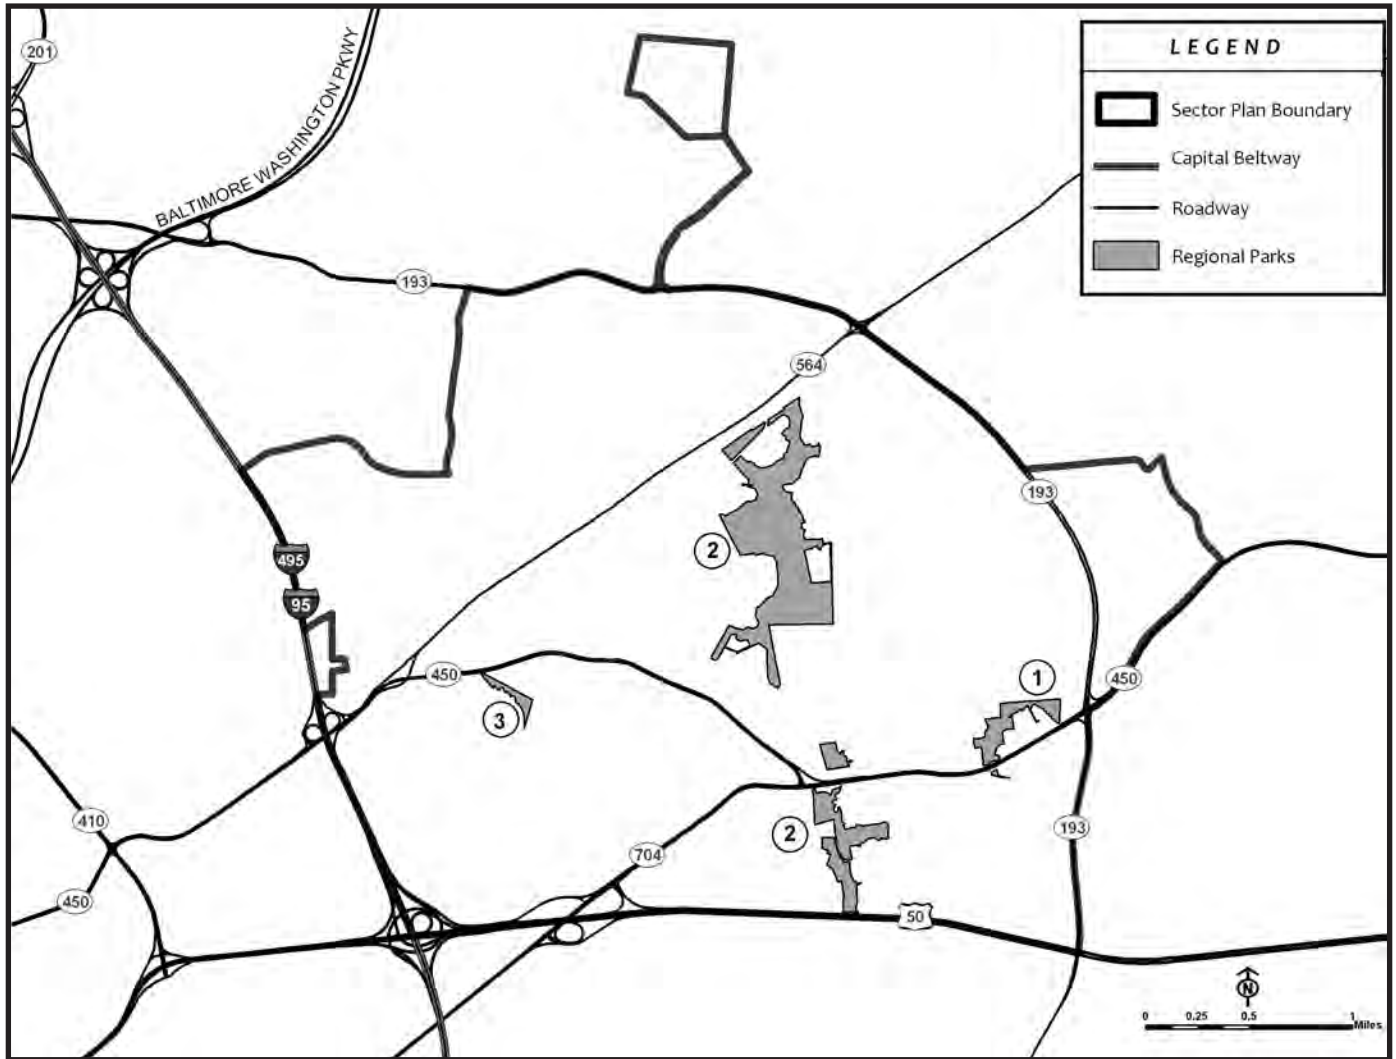 201
BALTIMORE WASHINGTON PKWY
LEGEND
Sector Plan Boundary
Capital Beltway
Roadway
Regional Parks
193
564
193
2
495
95
450
3
1
450
410
2
193
704
450
50
N
0 0.25 0.5 1
Miles